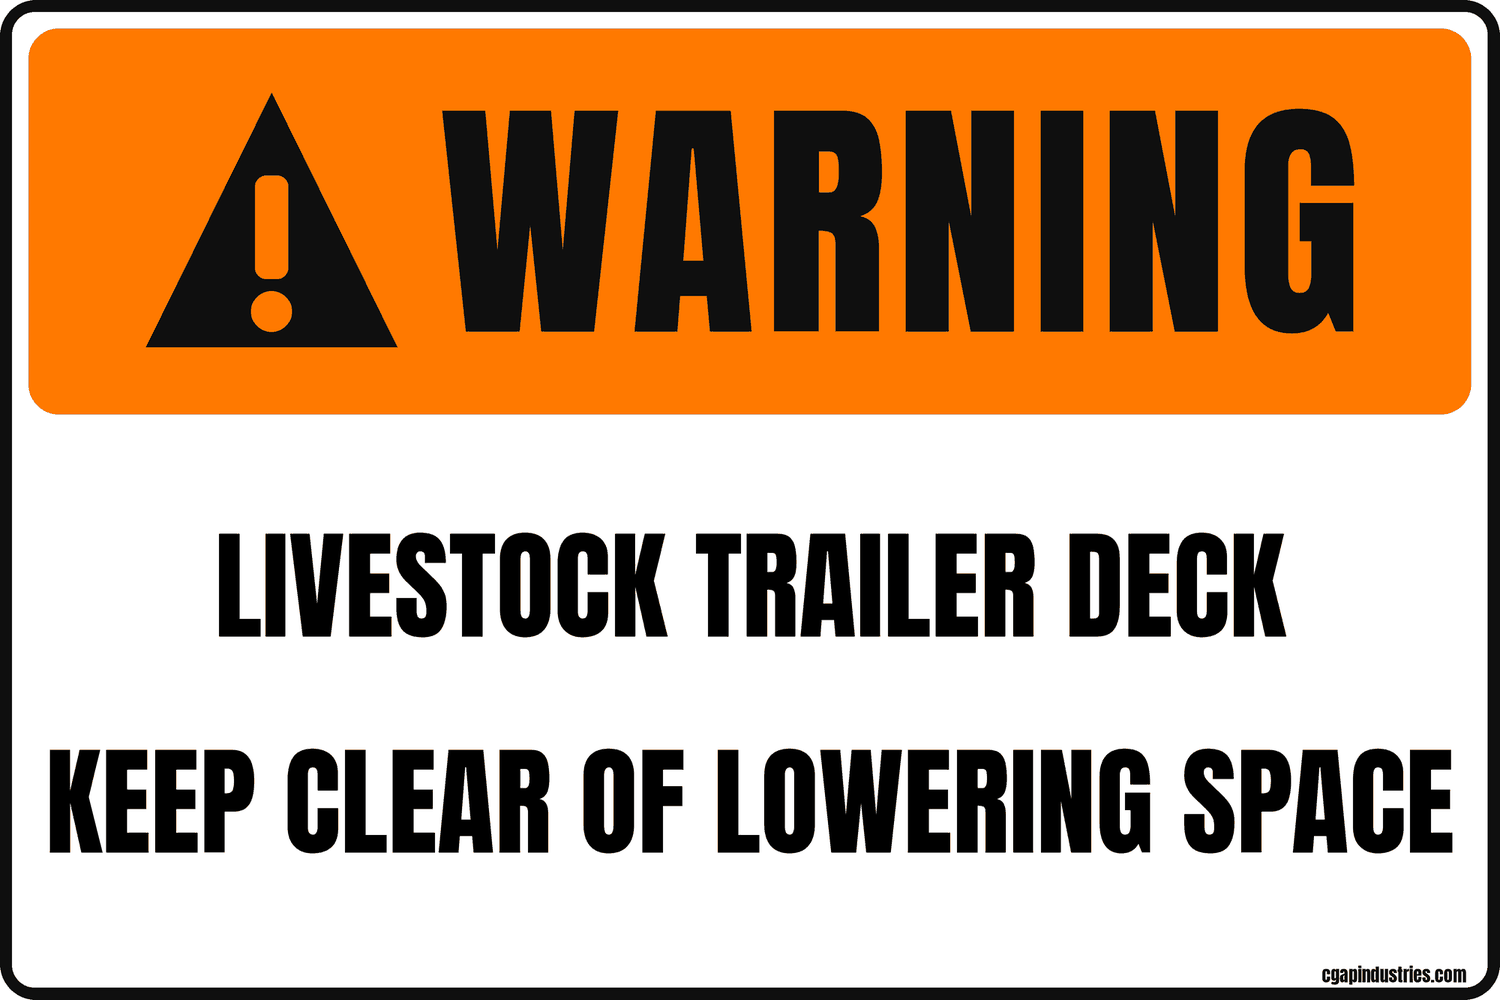 WARNING
LIVESTOCK TRAILER DECK
KEEP CLEAR OF LOWERING SPACE
cgapindustries.com